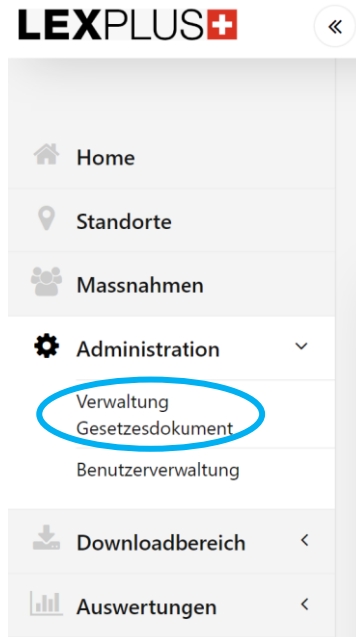 LEXPLUS
Home
Standorte
Massnahmen
Administration
Verwaltung
Gesetzesdokument
Benutzerverwaltung
Downloadbereich
Auswertungen